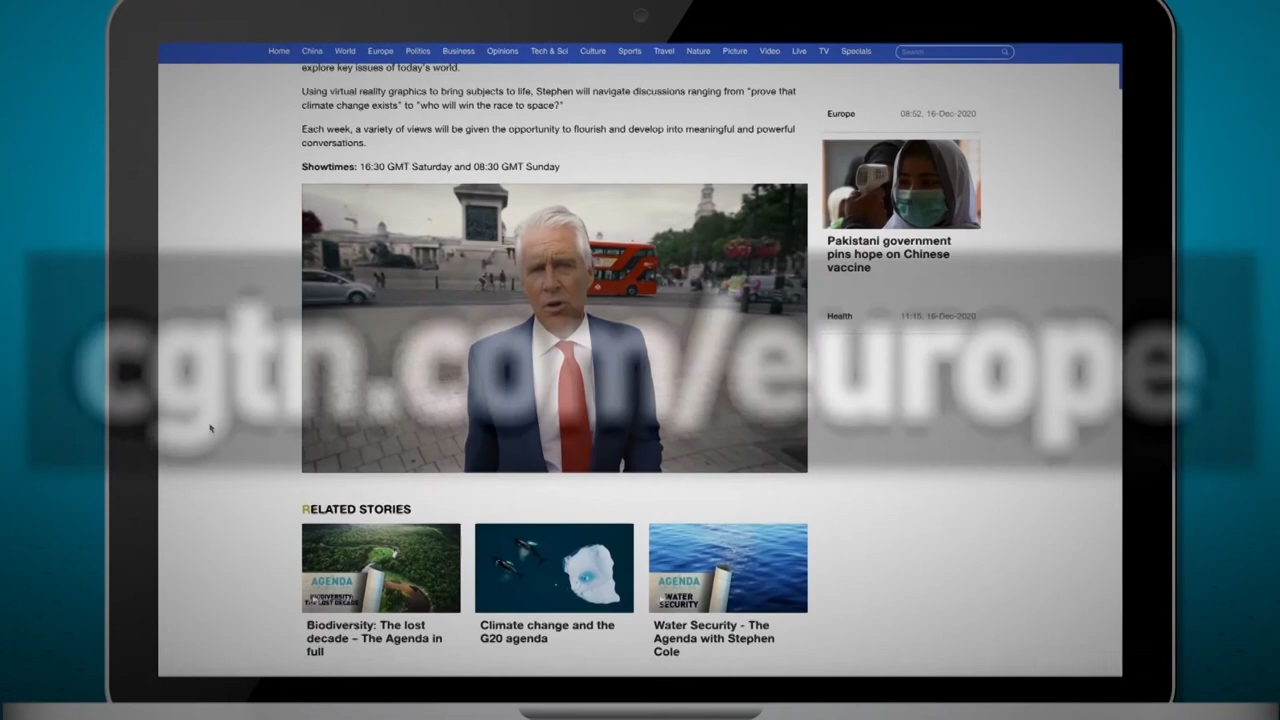 Home China World Europe Politics Business Opinions Tech & Sci Culture Sports Travel Nature Picture Video Live TV Specials Search
explore key issues of today's world.
Using virtual reality graphics to bring subjects to life, Stephen will navigate discussions ranging from "prove that
climate change exists" to "who will win the race to space?"
Each week, a variety of views will be given the opportunity to flourish and develop into meaningful and powerful
conversations.
Showtimes: 16:30 GMT Saturday and 08:30 GMT Sunday
Europe 08:52, 16-Dec-2020
Pakistani government
pins hope on Chinese
vaccine
Health 11:15, 16-Dec-2020
cgtn.com/europe
RELATED STORIES
AGENDA
BIODIVERSITY:
THE LOST DECADE
Biodiversity: The lost
decade – The Agenda in
full
Climate change and the
G20 agenda
AGENDA
WATER
SECURITY
Water Security - The
Agenda with Stephen
Cole